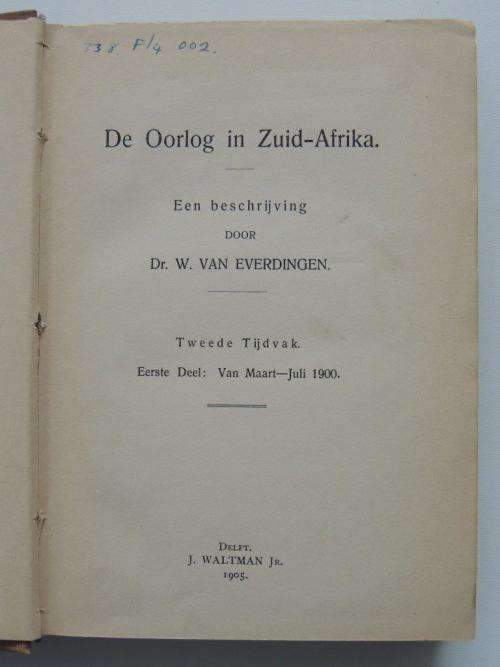 738 F/4 002.
De Oorlog in Zuid-Afrika.
Een beschrijving
DOOR
Dr. W. VAN EVERDINGEN.
Tweede Tijdvak.
Eerste Deel: Van Maart—Juli 1900.
DELFT.
J. WALTMAN JR.
1905.